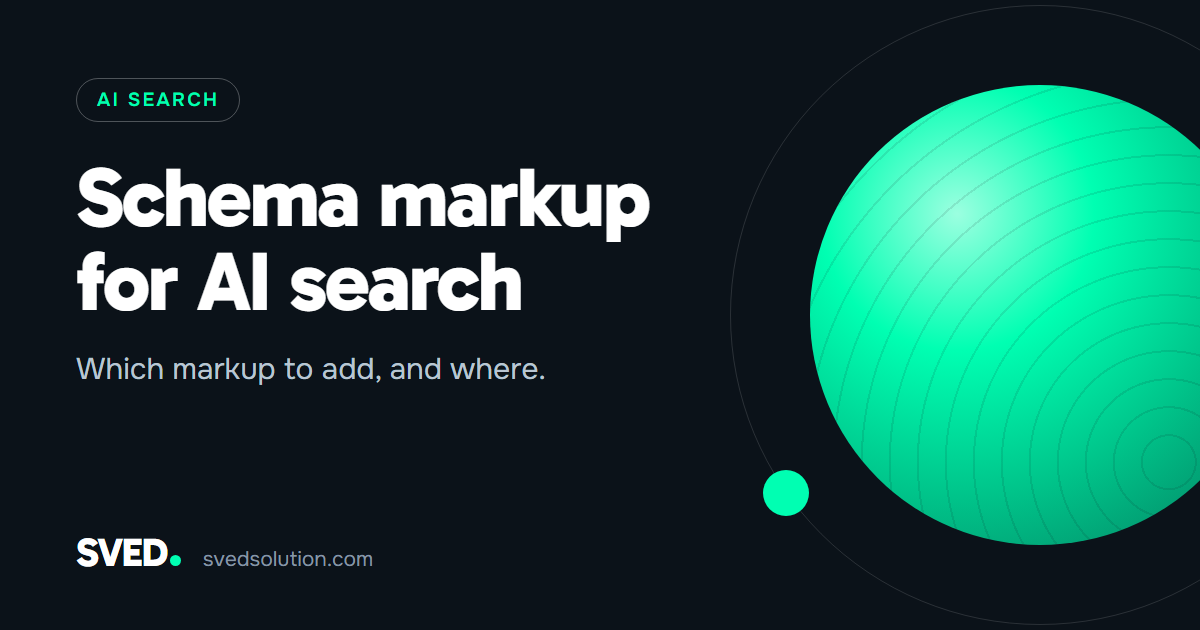 AI SEARCH
Schema markup
for AI search
Which markup to add, and where.
SVED.
svedsolution.com